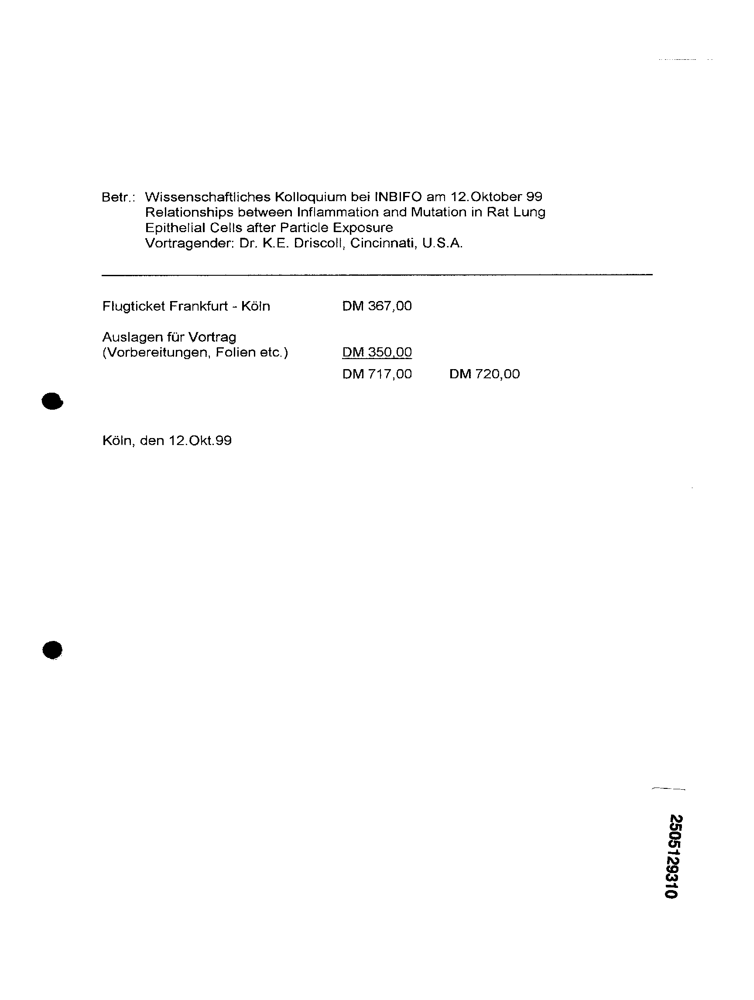 Betr.: Wissenschaftliches Kolloquium bei INBIFO am 12.Oktober 99
Relationships between Inflammation and Mutation in Rat Lung
Epithelial Cells after Particle Exposure
Vortragender: Dr. K.E. Driscoll, Cincinnati, U.S.A.
Flugticket Frankfurt - Köln DM 367,00
Auslagen für Vortrag
(Vorbereitungen, Folien etc.) DM 350,00
DM 717,00 DM 720,00
Köln, den 12.Okt.99
2505129310